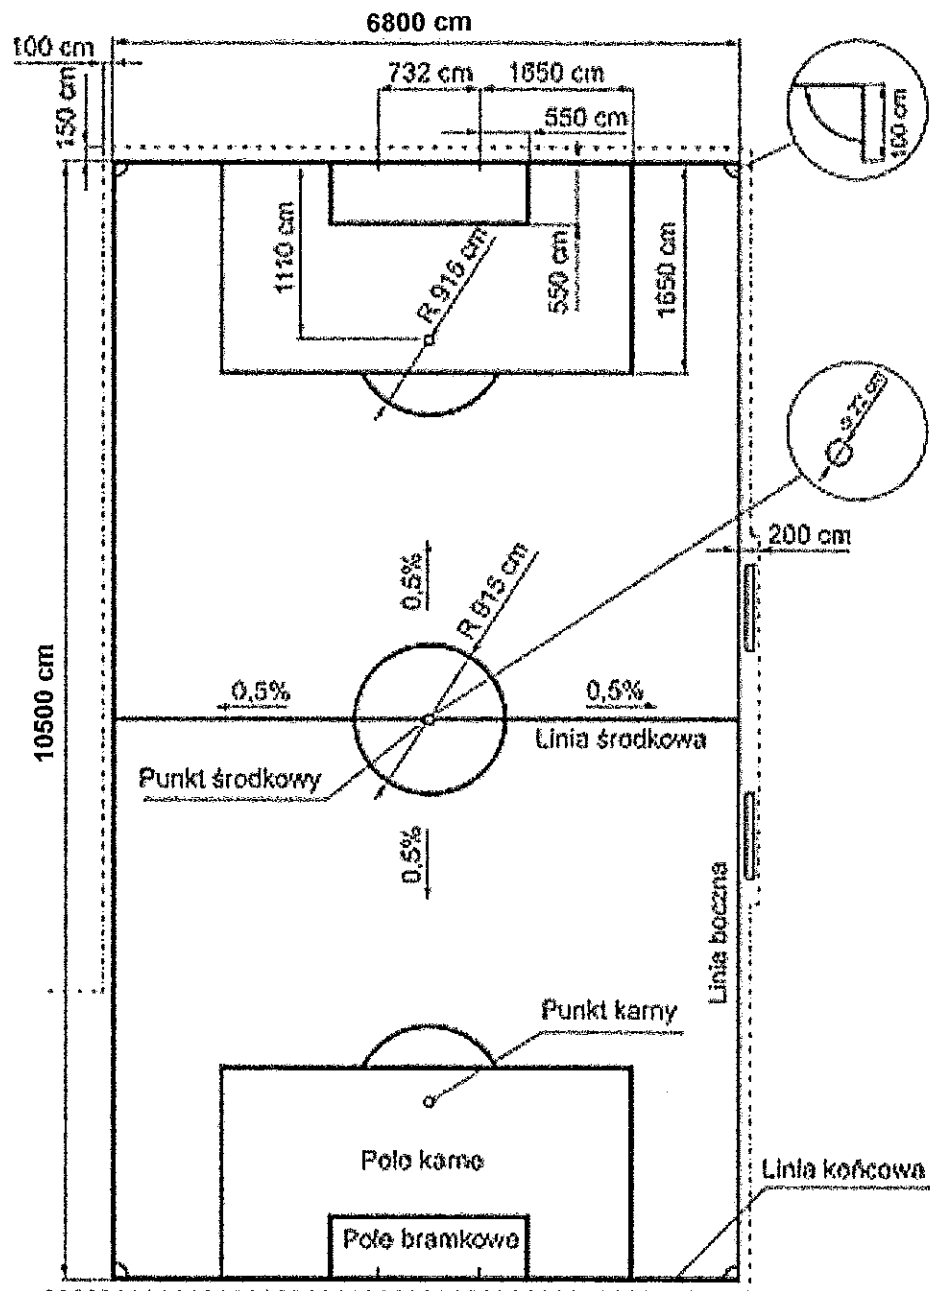 6800 cm
100 cm
732 cm
1650 cm
150 cm
550 cm
100 cm
1110 cm
R 915 cm
550 cm
1650 cm
200 cm
0,5%
R 915 cm
10500 cm
0,5%
0,5%
Linia środkowa
Punkt środkowy
0,5%
Linia boczna
Punkt karny
Pole karne
Linia końcowa
Pole bramkowe